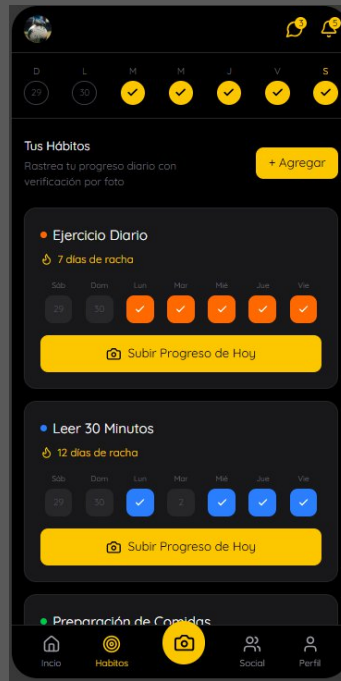 3
5
D L M M J V S
29 30
Tus Hábitos
Rastrea tu progreso diario con
verificación por foto
+ Agregar
Ejercicio Diario
7 días de racha
Sáb Dom Lun Mar Mié Jue Vie
29 30
Subir Progreso de Hoy
Leer 30 Minutos
12 días de racha
Sáb Dom Lun Mar Mié Jue Vie
29 30 2
Subir Progreso de Hoy
Preparación de Comidas
Incio Habitos Social Perfil